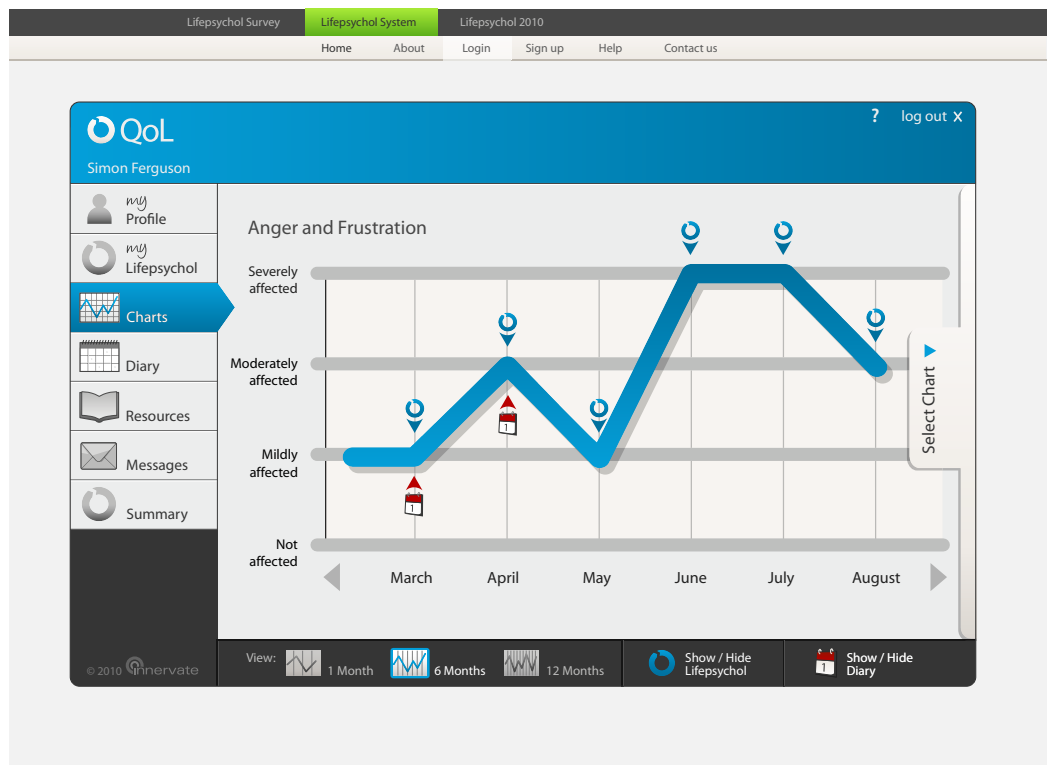 Lifepsychol Survey Lifepsychol System Lifepsychol 2010
Home About Login Sign up Help Contact us
? log out X
QoL
Simon Ferguson
my
Profile
my
Lifepsychol
Charts
Diary
Resources
Messages
Summary
Anger and Frustration
Severely
affected
Moderately
affected
Mildly
affected
Not
affected
1
1
March April May June July August
Select Chart
© 2010 innervate
View: 1 Month 6 Months 12 Months
Show / Hide
Lifepsychol
1
Show / Hide
Diary